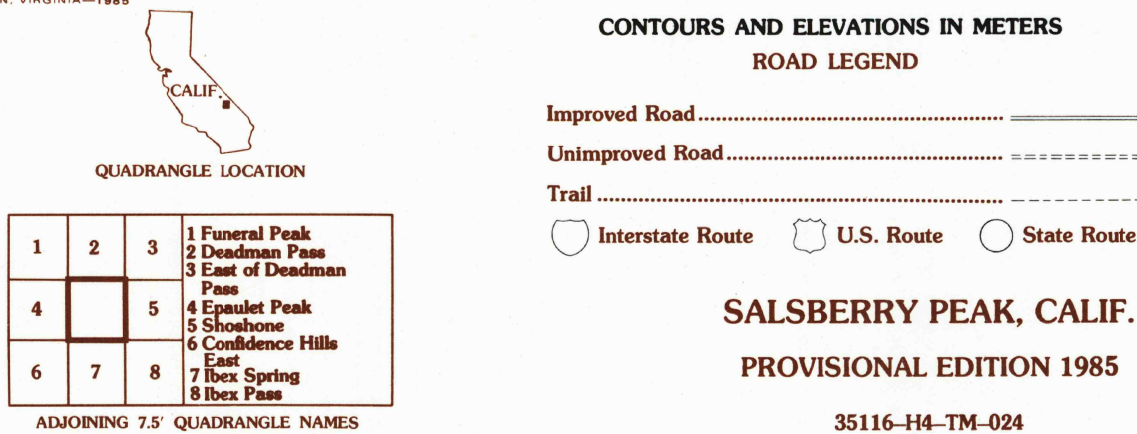 VIRGINIA—1985
CALIF.
QUADRANGLE LOCATION
1 2 3
4 5
6 7 8
1 Funeral Peak
2 Deadman Pass
3 East of Deadman
Pass
4 Epaulet Peak
5 Shoshone
6 Confidence Hills
East
7 Ibex Spring
8 Ibex Pass
ADJOINING 7.5' QUADRANGLE NAMES
CONTOURS AND ELEVATIONS IN METERS
ROAD LEGEND
Improved Road
Unimproved Road
Trail
Interstate Route U.S. Route State Route
SALSBERRY PEAK, CALIF.
PROVISIONAL EDITION 1985
35116–H4–TM–024